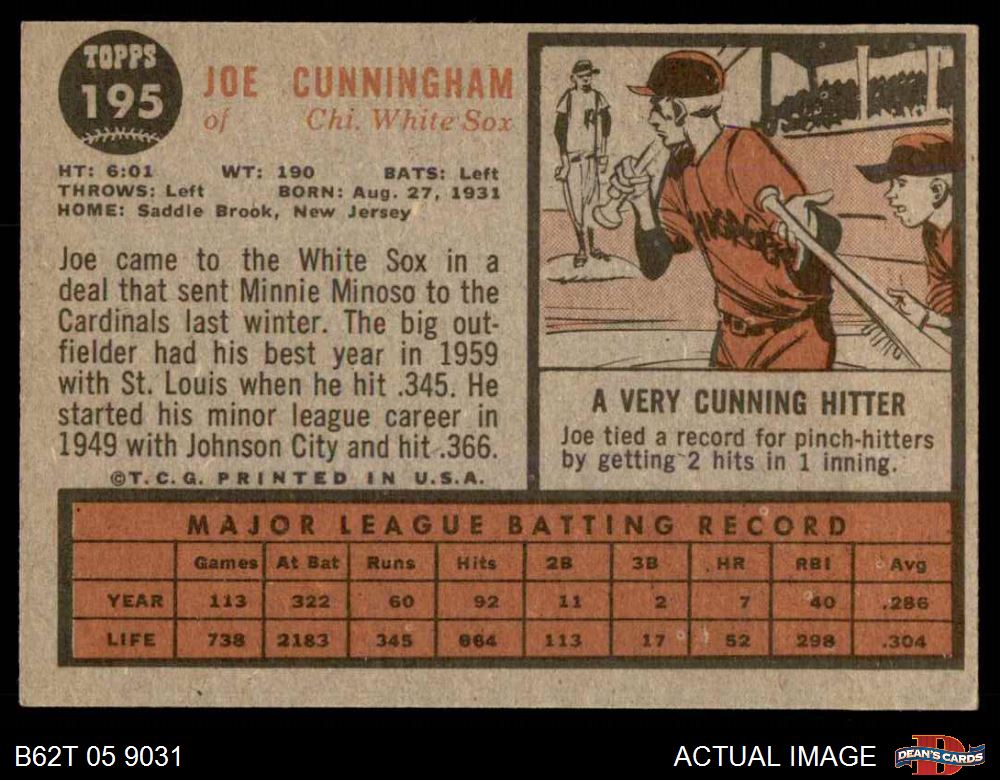 TOPPS
195
JOE CUNNINGHAM
of Chi. White Sox
HT: 6:01 WT: 190 BATS: Left
THROWS: Left BORN: Aug. 27, 1931
HOME: Saddle Brook, New Jersey
Joe came to the White Sox in a
deal that sent Minnie Minoso to the
Cardinals last winter. The big out-
fielder had his best year in 1959
with St. Louis when he hit .345. He
started his minor league career in
1949 with Johnson City and hit .366.
©T.C.G. PRINTED IN U.S.A.
A VERY CUNNING HITTER
Joe tied a record for pinch-hitters
by getting 2 hits in 1 inning.
MAJOR LEAGUE BATTING RECORD
Games At Bat Runs Hits 2B 3B HR RBI Avg
YEAR 113 322 60 92 11 2 7 40 .286
LIFE 738 2183 345 664 113 17 52 298 .304
B62T 05 9031
ACTUAL IMAGE
DEAN'S CARDS